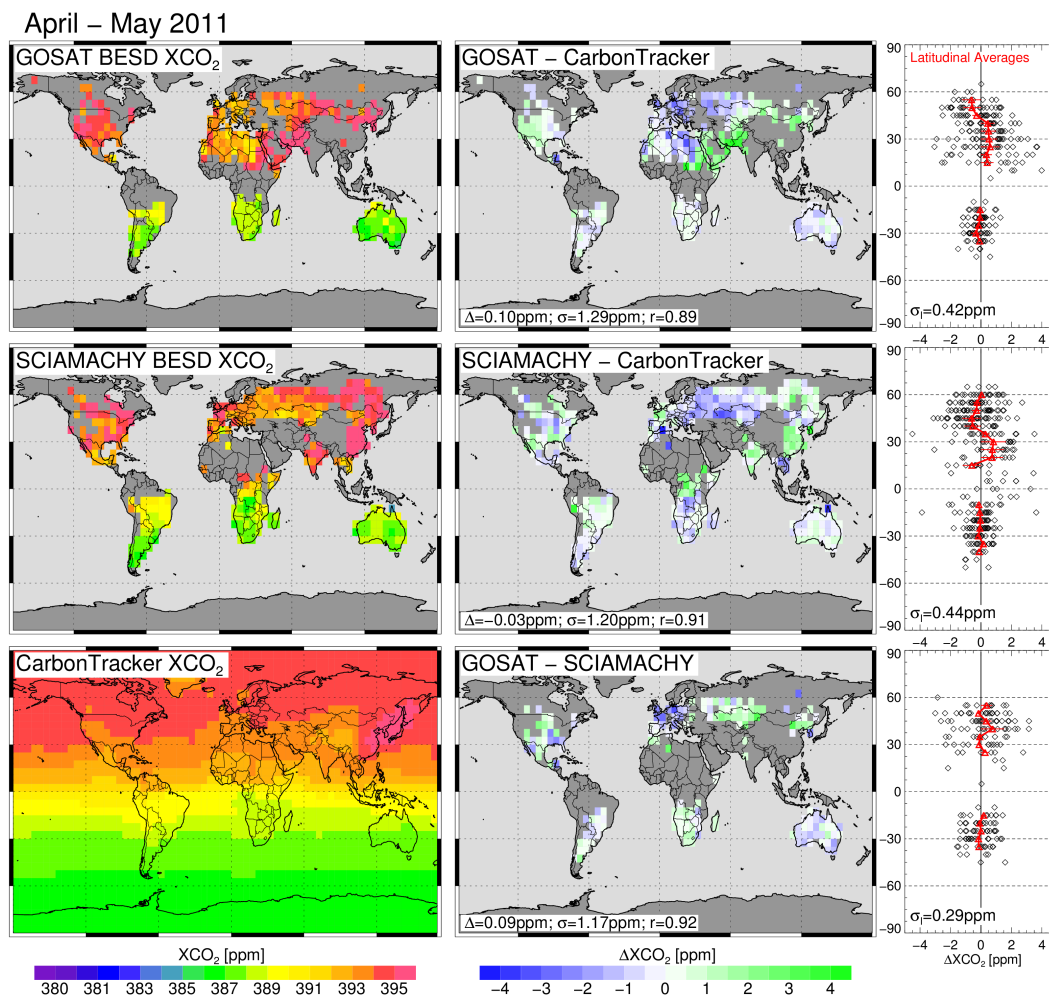 April – May 2011
GOSAT BESD XCO₂
GOSAT – CarbonTracker
Δ=0.10ppm; σ=1.29ppm; r=0.89
Latitudinal Averages
90
60
30
0
−30
−60
−90
σₗ=0.42ppm
−4 −2 0 2 4
SCIAMACHY BESD XCO₂
SCIAMACHY – CarbonTracker
Δ=−0.03ppm; σ=1.20ppm; r=0.91
90
60
30
0
−30
−60
−90
σₗ=0.44ppm
−4 −2 0 2 4
CarbonTracker XCO₂
GOSAT – SCIAMACHY
Δ=0.09ppm; σ=1.17ppm; r=0.92
90
60
30
0
−30
−60
−90
σₗ=0.29ppm
−4 −2 0 2 4
ΔXCO₂ [ppm]
XCO₂ [ppm]
380 381 383 385 387 389 391 393 395
ΔXCO₂ [ppm]
−4 −3 −2 −1 0 1 2 3 4